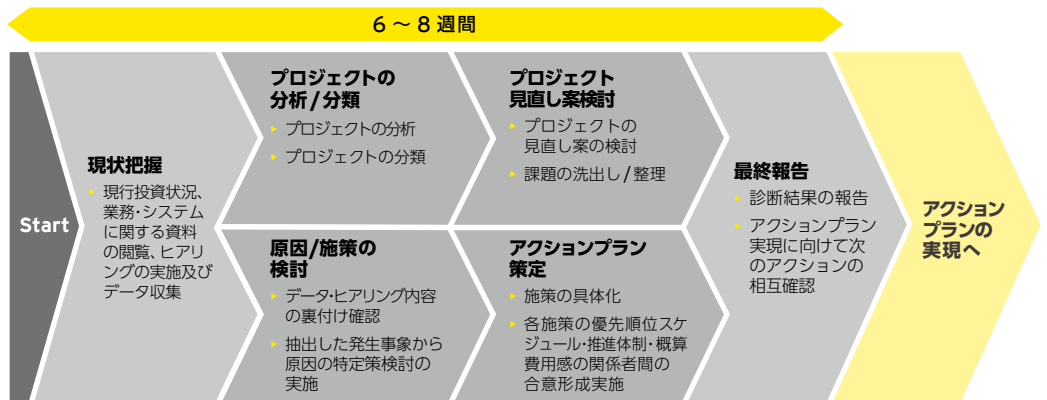 6 ～ 8 週間
Start
現状把握
現行投資状況、
業務・システム
に関する資料
の閲覧、ヒアリ
ングの実施及び
データ収集
プロジェクトの
分析/分類
プロジェクトの分析
プロジェクトの分類
原因/施策の
検討
データ・ヒアリング内容
の裏付け確認
抽出した発生事象から
原因の特定策検討の
実施
プロジェクト
見直し案検討
プロジェクトの
見直し案の検討
課題の洗出し/整理
アクションプラン
策定
施策の具体化
各施策の優先順位スケ
ジュール・推進体制・概算
費用感の関係者間の
合意形成実施
最終報告
診断結果の報告
アクションプラン
実現に向けて次
のアクションの
相互確認
アクション
プランの
実現へ